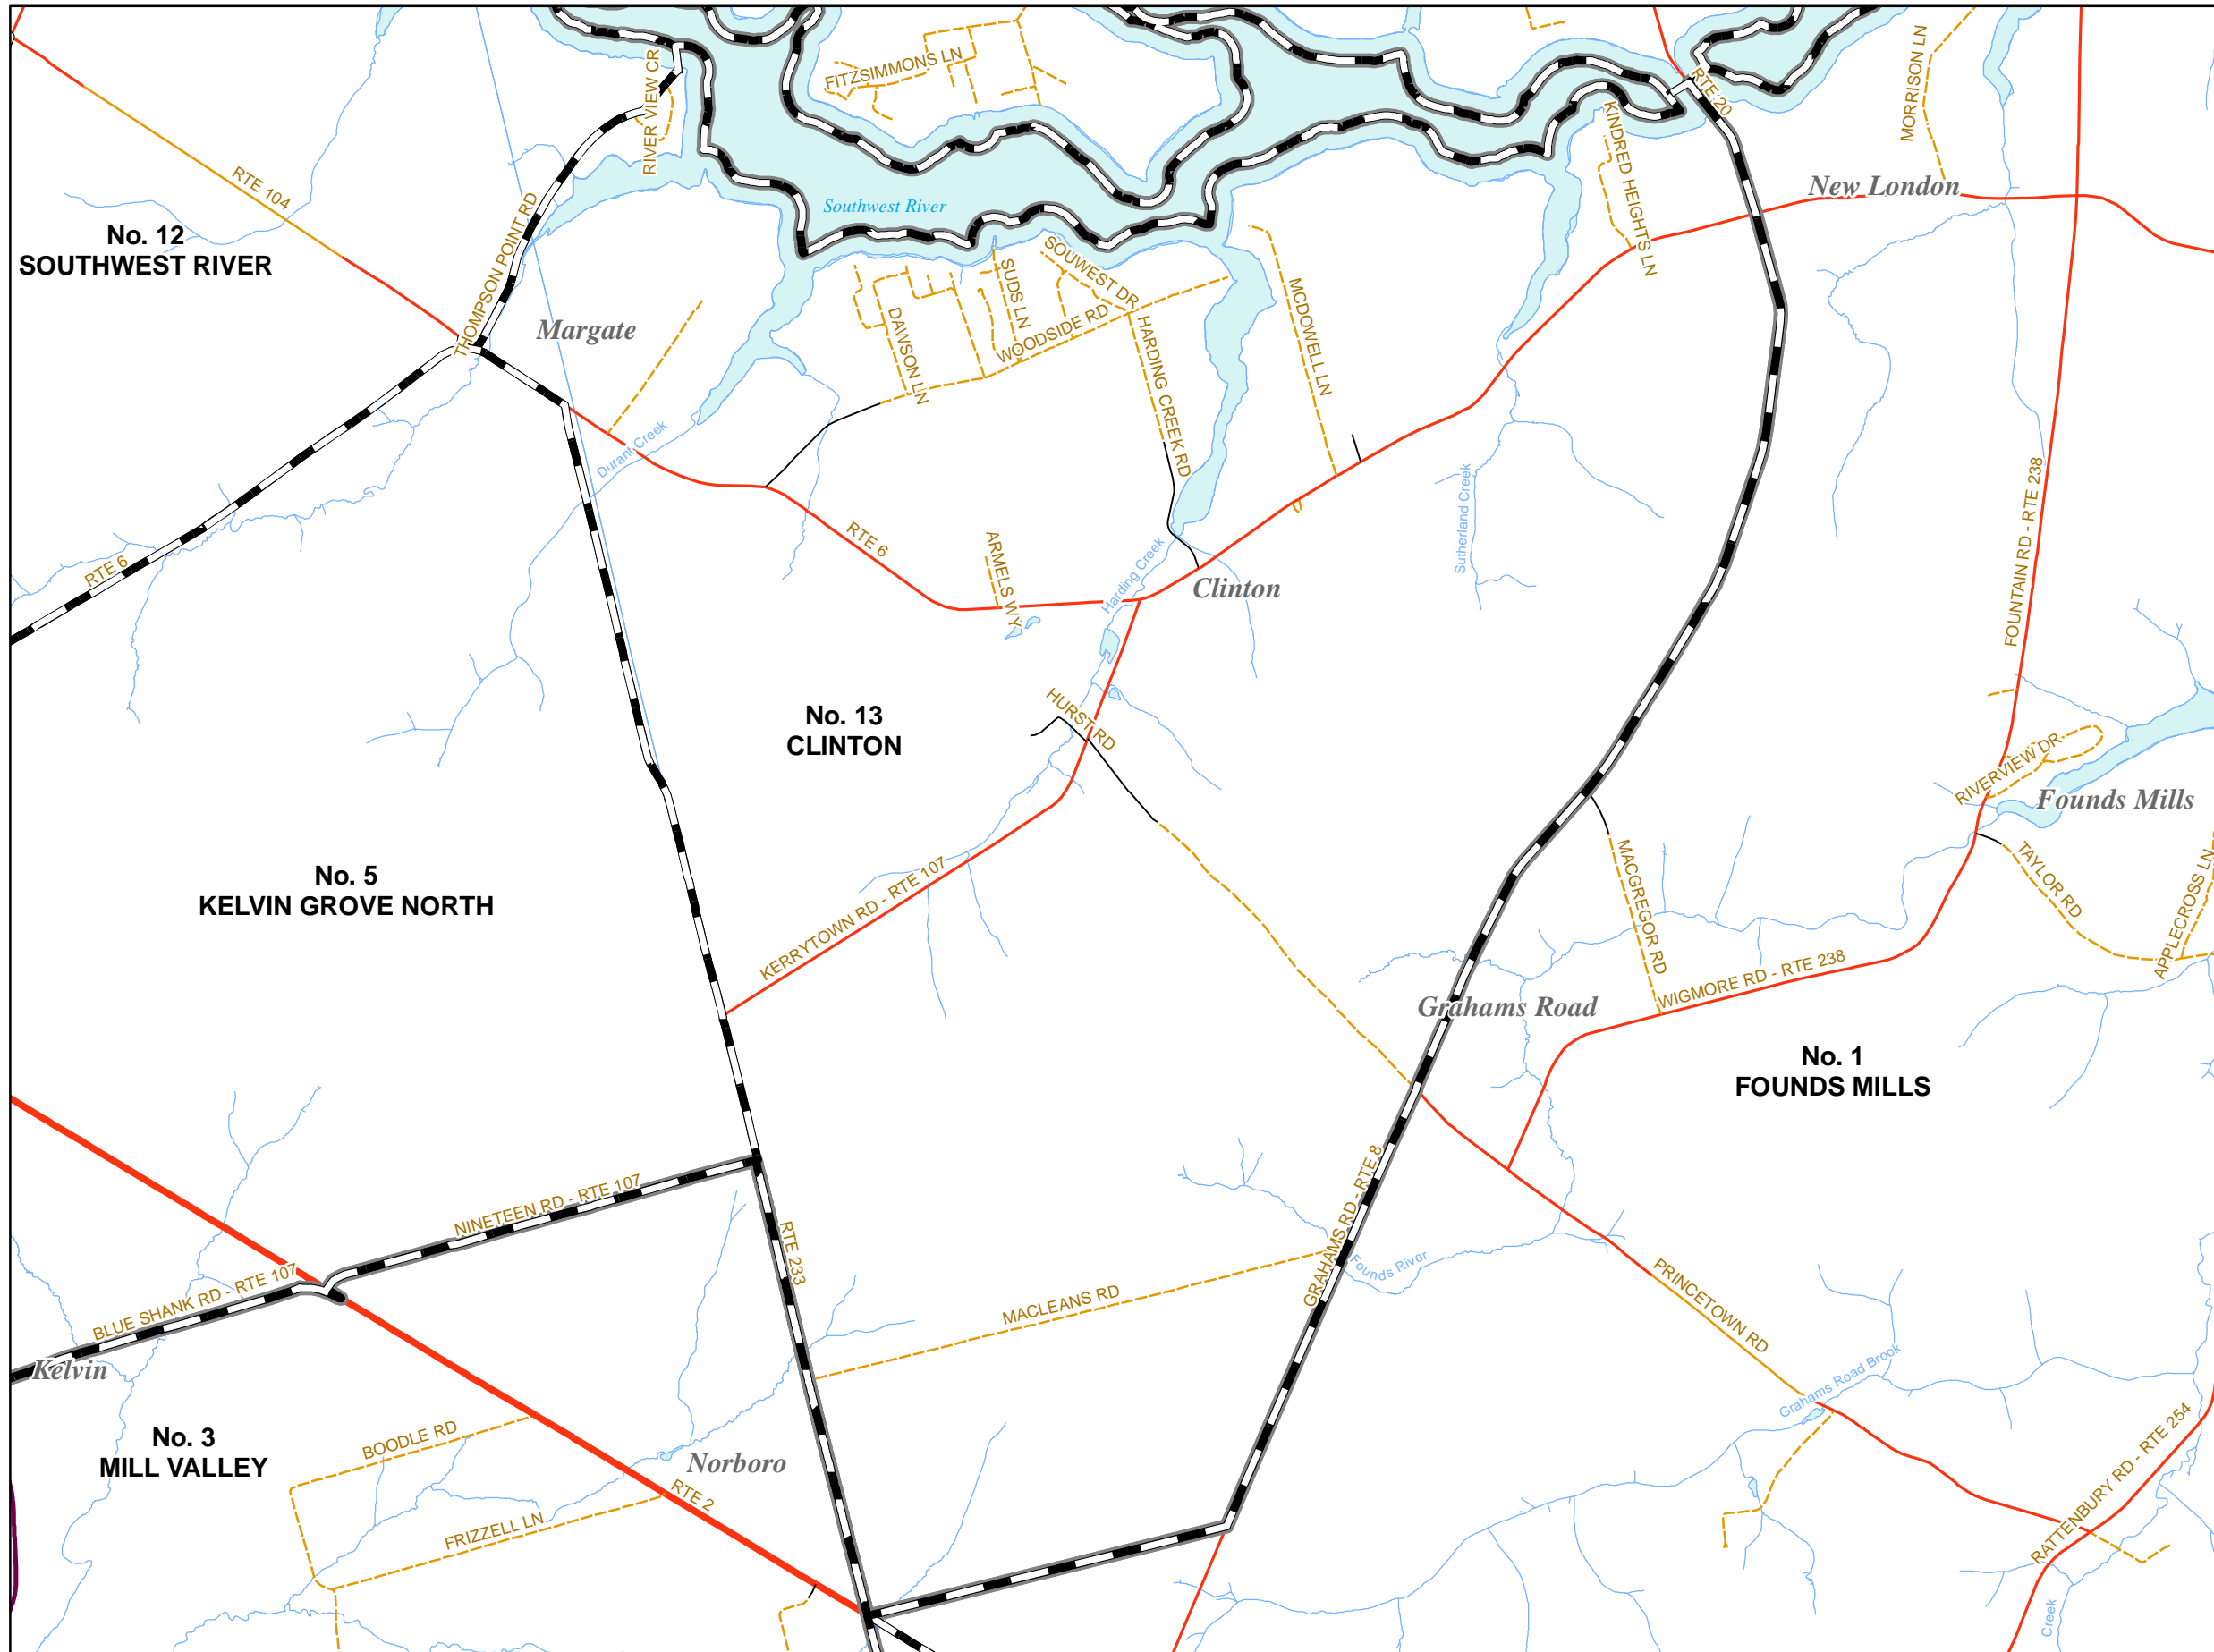 FITZSIMMONS LN
RIVER VIEW CR
RTE 20
MORRISON LN
KINDRED HEIGHTS LN
RTE 104
New London
Southwest River
No. 12
SOUTHWEST RIVER
THOMPSON POINT RD
Margate
SOUWEST DR
SUDS LN
DAWSON LN
WOODSIDE RD
HARDING CREEK RD
MCDOWELL LN
Durant Creek
Sutherland Creek
FOUNTAIN RD - RTE 238
RTE 6
RTE 6
ARMELS WY
Harding Creek
Clinton
No. 13
CLINTON
HURST RD
RIVERVIEW DR
Founds Mills
No. 5
KELVIN GROVE NORTH
KERRYTOWN RD - RTE 107
MACGREGOR RD
TAYLOR RD
APPLECROSS LN
WIGMORE RD - RTE 238
Grahams Road
No. 1
FOUNDS MILLS
NINETEEN RD - RTE 107
RTE 233
GRAHAMS RD - RTE 8
Founds River
BLUE SHANK RD - RTE 107
MACLEANS RD
PRINCETOWN RD
Kelvin
Grahams Road Brook
No. 3
MILL VALLEY
BOODLE RD
Norboro
RTE 2
FRIZZELL LN
RATTENBURY RD - RTE 254
Creek